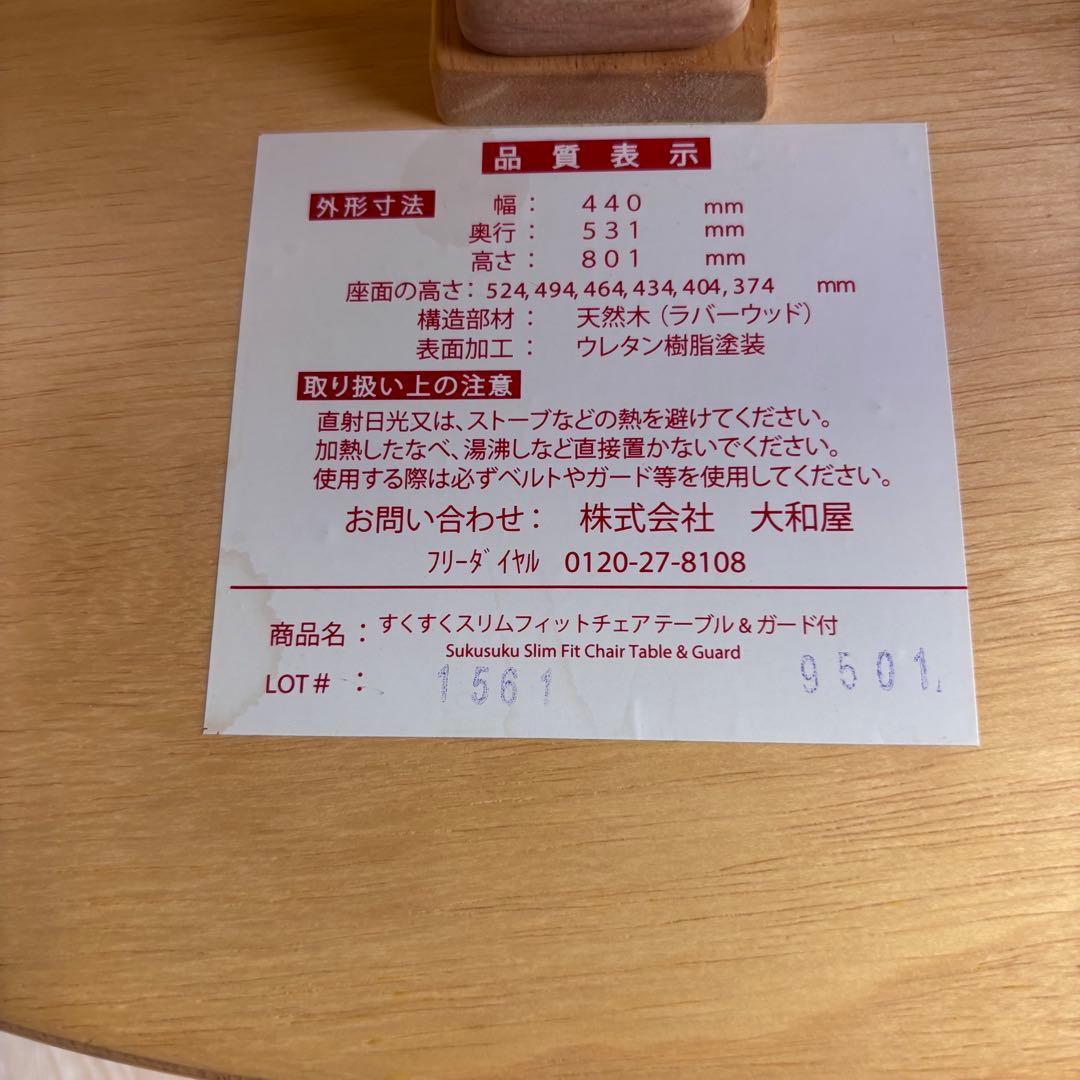 品質表示
外形寸法 幅： 440 mm
奥行： 531 mm
高さ： 801 mm
座面の高さ： 524, 494, 464, 434, 404, 374 mm
構造部材： 天然木（ラバーウッド）
表面加工： ウレタン樹脂塗装
取り扱い上の注意
直射日光又は、ストーブなどの熱を避けてください。
加熱したなべ、湯沸しなど直接置かないでください。
使用する際は必ずベルトやガード等を使用してください。
お問い合わせ： 株式会社 大和屋
ﾌﾘｰﾀﾞｲﾔﾙ 0120-27-8108
商品名： すくすくスリムフィットチェア テーブル & ガード付
Sukusuku Slim Fit Chair Table & Guard
LOT #： 1561 9501